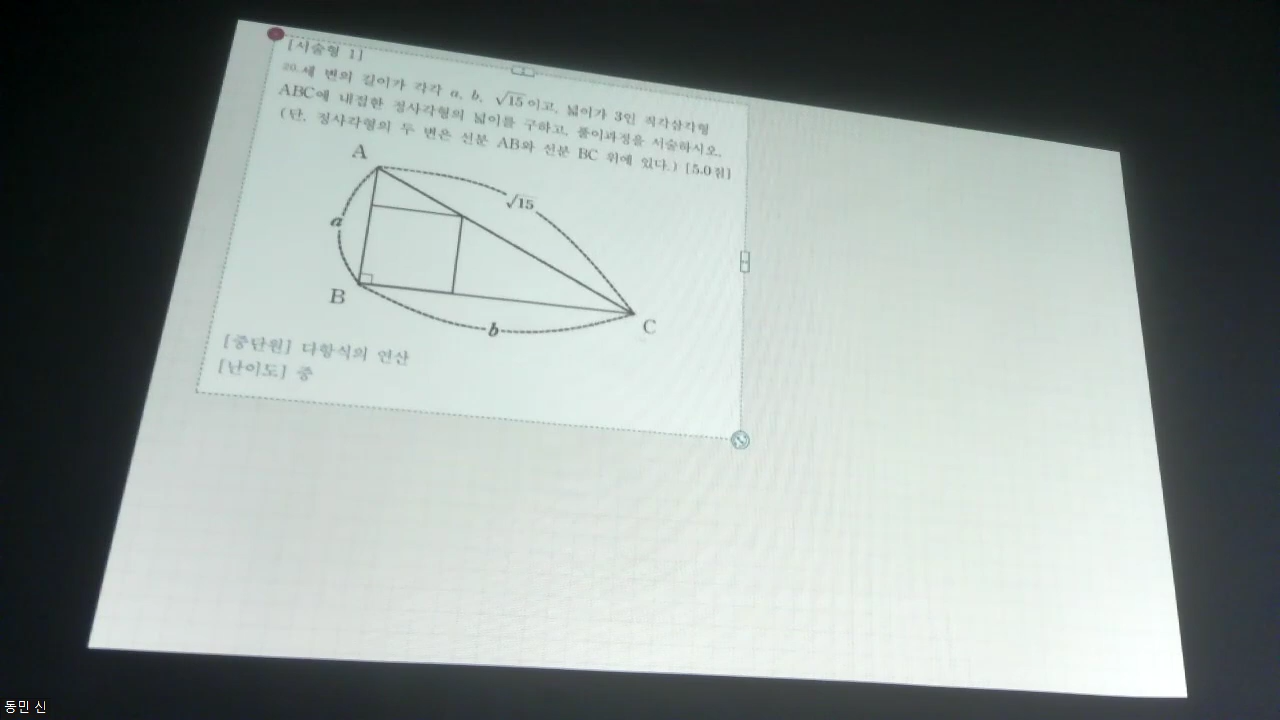 [서술형 1]
20. 세 변의 길이가 각각 a, b, √15이고, 넓이가 3인 직각삼각형
ABC에 내접한 정사각형의 넓이를 구하고, 풀이과정을 서술하시오.
(단, 정사각형의 두 변은 선분 AB와 선분 BC 위에 있다.) [5.0점]
A
√15
a
B
b
C
[중단원] 다항식의 연산
[난이도] 중
동민 신